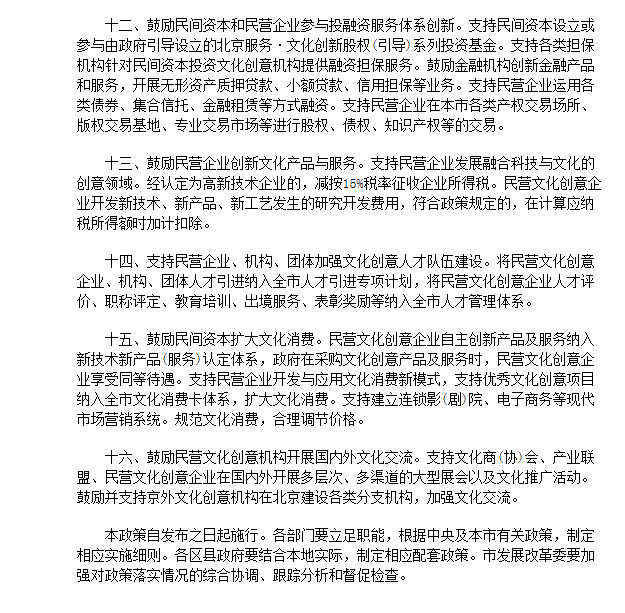 十二、鼓励民间资本和民营企业参与投融资服务体系创新。支持民间资本设立或
参与由政府引导设立的北京服务·文化创新股权(引导)系列投资基金。支持各类担保
机构针对民间资本投资文化创意机构提供融资担保服务。鼓励金融机构创新金融产品
和服务，开展无形资产质押贷款、小额贷款、信用担保等业务。支持民营企业运用各
类债券、集合信托、金融租赁等方式融资。支持民营企业在本市各类产权交易场所、
版权交易基地、专业交易市场等进行股权、债权、知识产权等的交易。
十三、鼓励民营企业创新文化产品与服务。支持民营企业发展融合科技与文化的
创意领域。经认定为高新技术企业的，减按15%税率征收企业所得税。民营文化创意企
业开发新技术、新产品、新工艺发生的研究开发费用，符合政策规定的，在计算应纳
税所得额时加计扣除。
十四、支持民营企业、机构、团体加强文化创意人才队伍建设。将民营文化创意
企业、机构、团体人才引进纳入全市人才引进专项计划，将民营文化创意企业人才评
价、职称评定、教育培训、出境服务、表彰奖励等纳入全市人才管理体系。
十五、鼓励民间资本扩大文化消费。民营文化创意企业自主创新产品及服务纳入
新技术新产品(服务)认定体系，政府在采购文化创意产品及服务时，民营文化创意企
业享受同等待遇。支持民营企业开发与应用文化消费新模式，支持优秀文化创意项目
纳入全市文化消费卡体系，扩大文化消费。支持建立连锁影(剧)院、电子商务等现代
市场营销系统。规范文化消费，合理调节价格。
十六、鼓励民营文化创意机构开展国内外文化交流。支持文化商(协)会、产业联
盟、民营文化创意企业在国内外开展多层次、多渠道的大型展会以及文化推广活动。
鼓励并支持京外文化创意机构在北京建设各类分支机构，加强文化交流。
本政策自发布之日起施行。各部门要立足职能，根据中央及本市有关政策，制定
相应实施细则。各区县政府要结合本地实际，制定相应配套政策。市发展改革委要加
强对政策落实情况的综合协调、跟踪分析和督促检查。